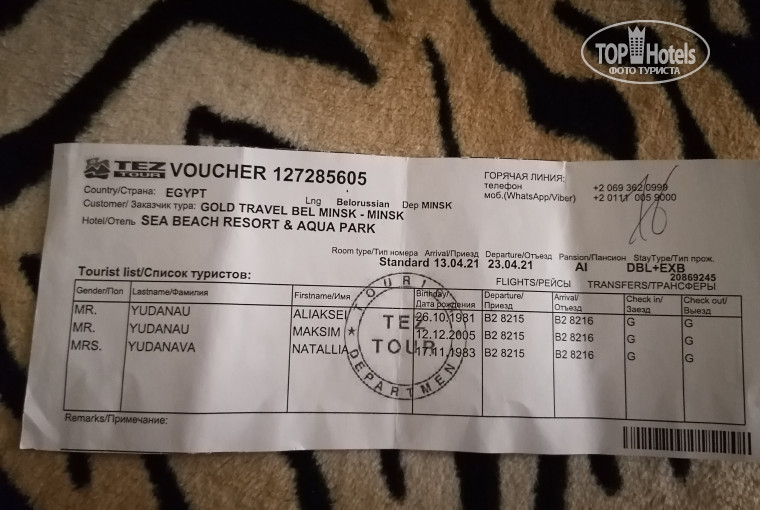 TOP Hotels
ФОТО ТУРИСТА
TEZ TOUR VOUCHER 127285605
ГОРЯЧАЯ ЛИНИЯ:
телефон +2 069 362 0999
моб.(WhatsApp/Viber) +2 0111 005 9000
Country/Страна: EGYPT
Lng Belorussian Dep MINSK
Customer/ Заказчик тура: GOLD TRAVEL BEL MINSK - MINSK
Hotel/Отель SEA BEACH RESORT & AQUA PARK
Room type/Тип номера Arrival/Приезд Departure/Отъезд Pansion/Пансион StayType/Тип прож.
Standard 13.04.21 23.04.21 AI DBL+EXB
20869245
Tourist list/Список туристов:
FLIGHTS/РЕЙСЫ TRANSFERS/ТРАНСФЕРЫ
Gender/Пол Lastname/Фамилия Firstname/Имя Birthday/ Дата рождения Departure/ Приезд Arrival/ Отъезд Check in/ Заезд Check out/ Выезд
MR. YUDANAU ALIAKSEI 26.10.1981 B2 8215 B2 8216 G G
MR. YUDANAU MAKSIM 12.12.2005 B2 8215 B2 8216 G G
MRS. YUDANAVA NATALLIA 17.11.1983 B2 8215 B2 8216 G G
TEZ TOUR
DEPARTMENT
Remarks/Примечание: